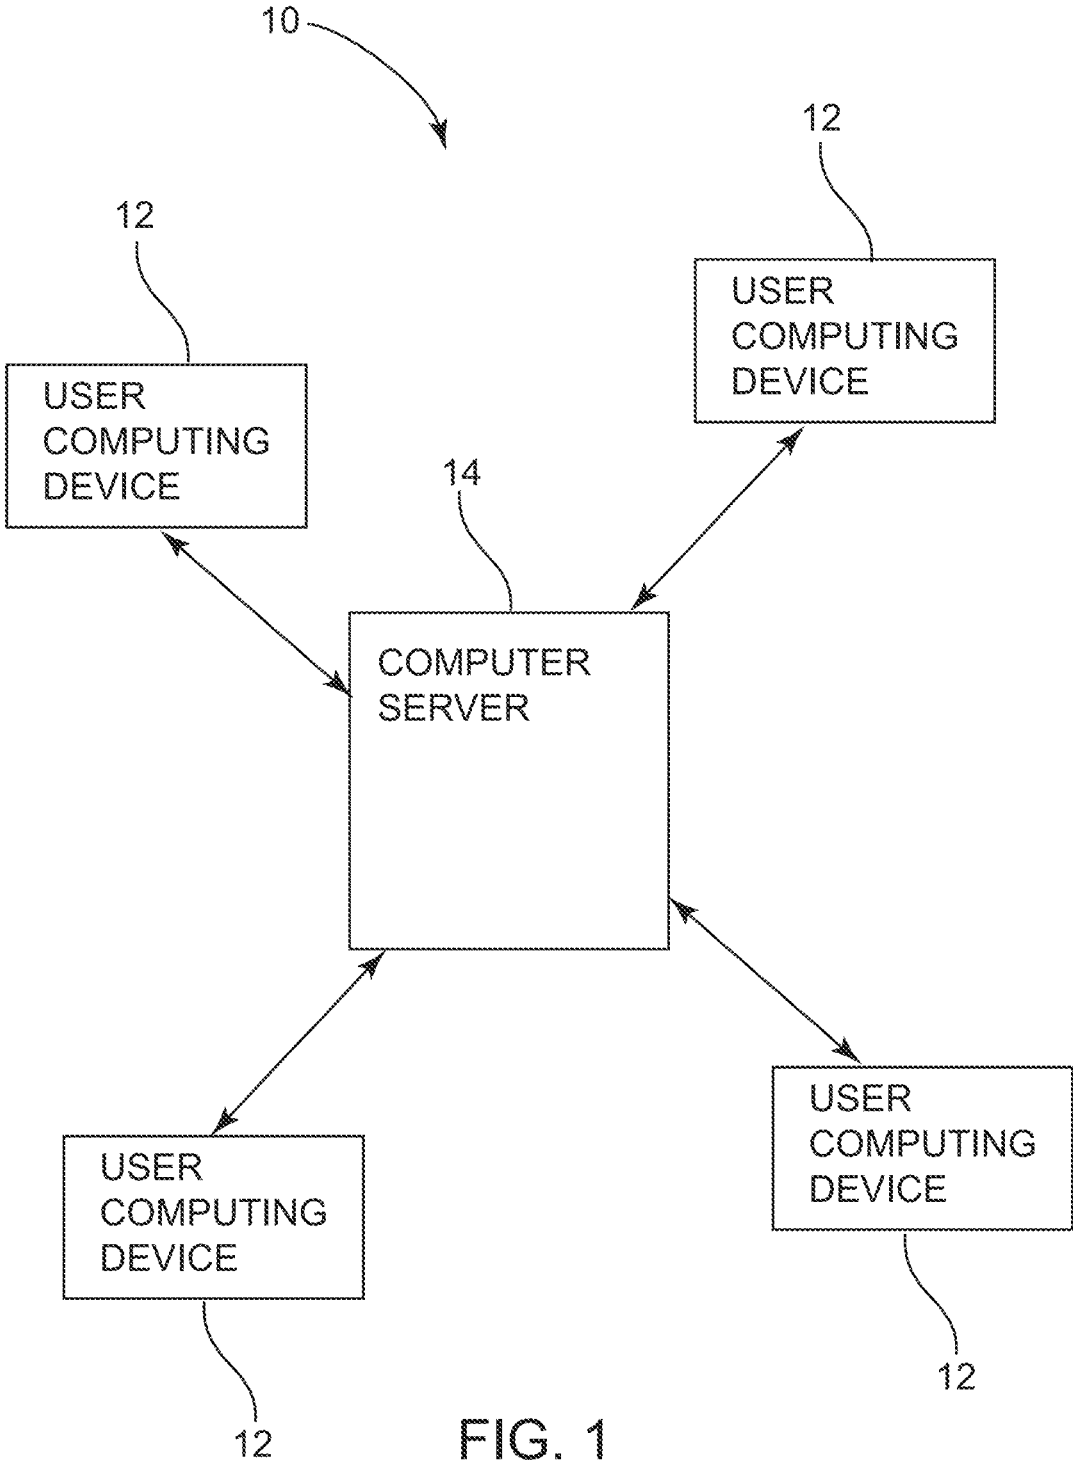 10
12
12
USER
COMPUTING
DEVICE
USER
COMPUTING
DEVICE
14
COMPUTER
SERVER
USER
COMPUTING
DEVICE
USER
COMPUTING
DEVICE
12
12
FIG. 1